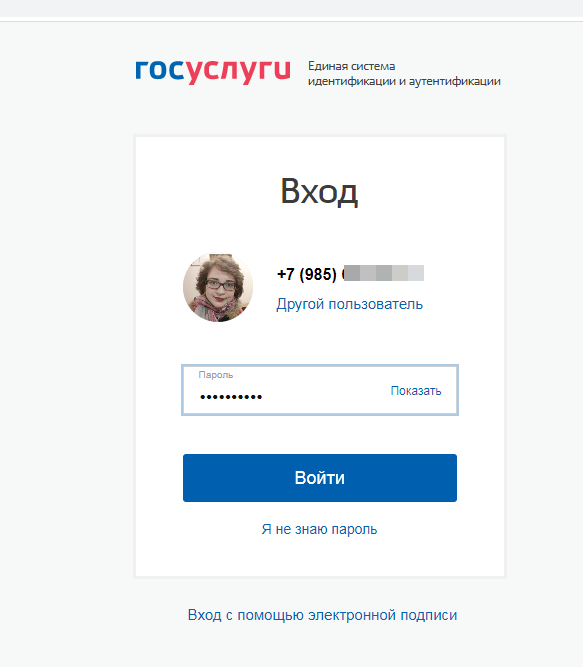 госуслуги
Единая система
идентификации и аутентификации
Вход
+7 (985)
Другой пользователь
Пароль
••••••••••
Показать
Войти
Я не знаю пароль
Вход с помощью электронной подписи